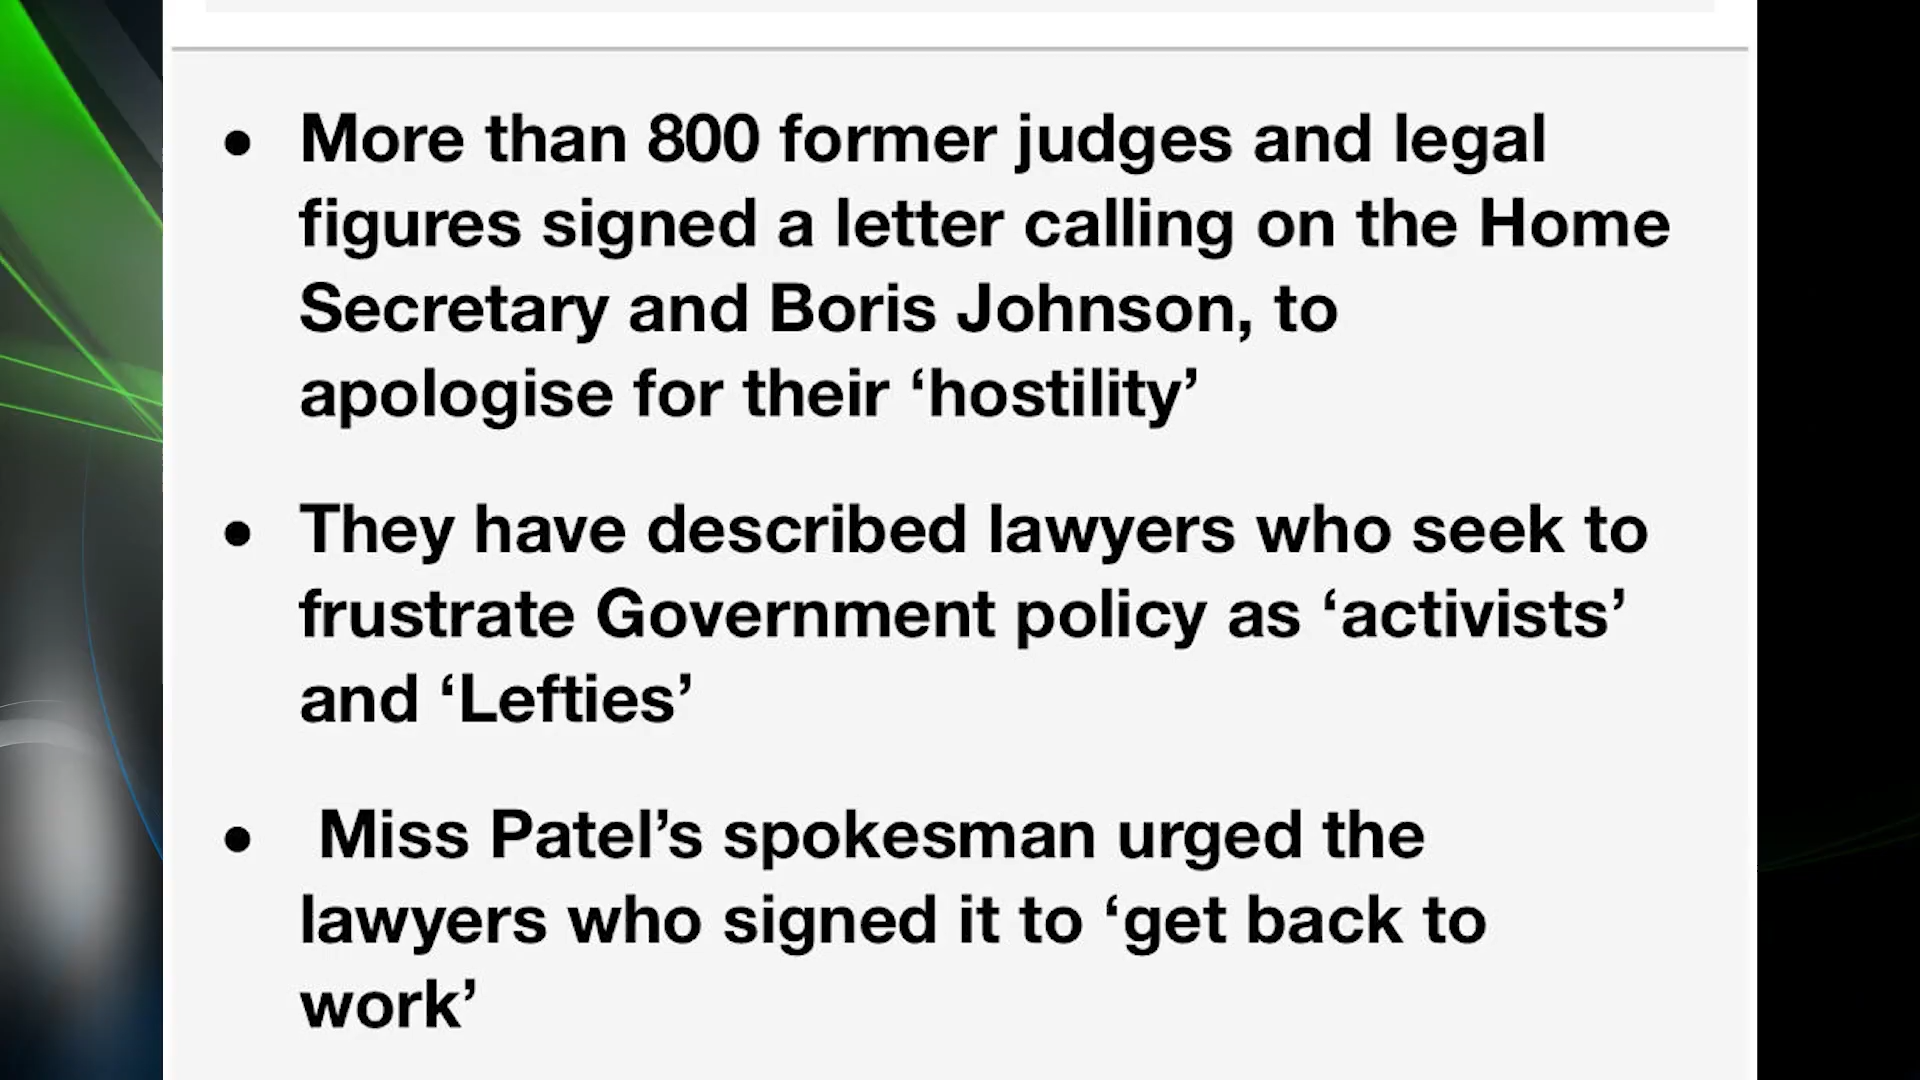 • More than 800 former judges and legal
figures signed a letter calling on the Home
Secretary and Boris Johnson, to
apologise for their ‘hostility’
• They have described lawyers who seek to
frustrate Government policy as ‘activists’
and ‘Lefties’
• Miss Patel’s spokesman urged the
lawyers who signed it to ‘get back to
work’